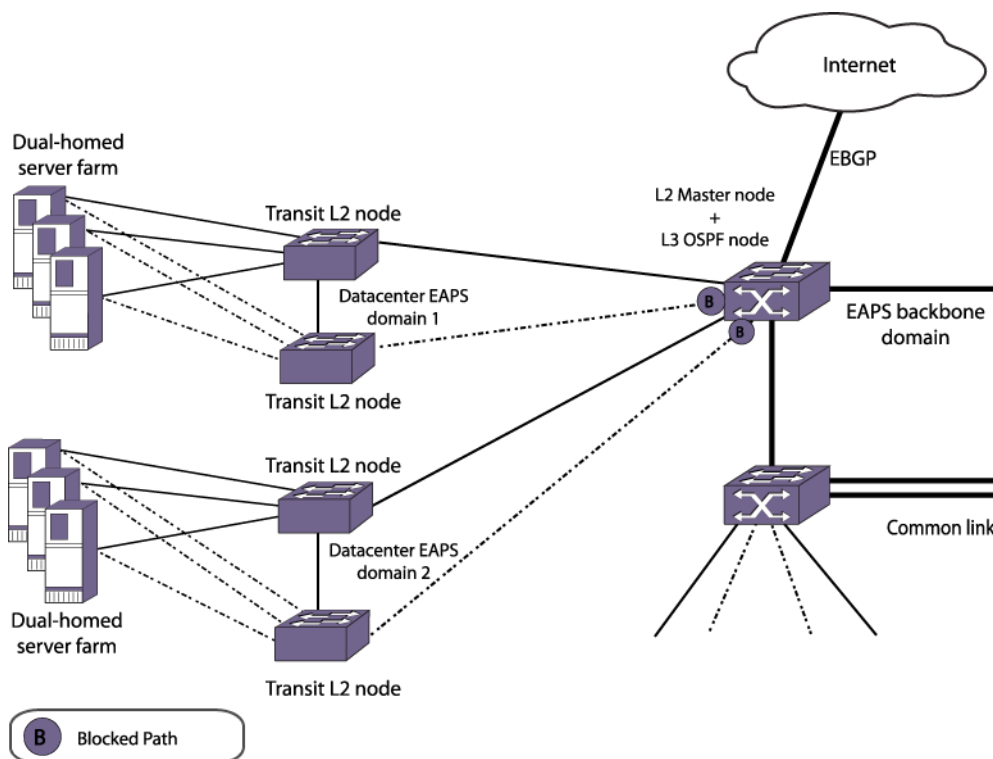 Internet
EBGP
Dual-homed
server farm
Transit L2 node
L2 Master node
+
L3 OSPF node
Datacenter EAPS
domain 1
B
B
EAPS backbone
domain
Transit L2 node
Transit L2 node
Datacenter EAPS
domain 2
Common link
Dual-homed
server farm
Transit L2 node
B Blocked Path